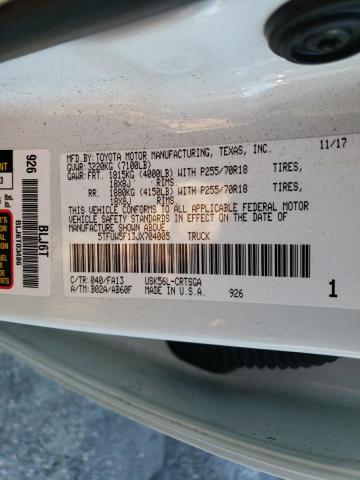 MFD.BY:TOYOTA MOTOR MANUFACTURING, TEXAS, INC. 11/17
GVWR: 3220KG (7100LB)
GAWR:FRT. 1815KG (4000LB) WITH P255/70R18 TIRES,
18X8J RIMS
RR. 1880KG (4150LB) WITH P255/70R18 TIRES,
18X8J RIMS
THIS VEHICLE CONFORMS TO ALL APPLICABLE FEDERAL MOTOR
VEHICLE SAFETY STANDARDS IN EFFECT ON THE DATE OF
MANUFACTURE SHOWN ABOVE.
5TFUW5F13JX704005 TRUCK
C/TR: 040/FA13 USK56L-CRTSQA
A/TM: B02A/AB60F MADE IN U.S.A. 926 1
926
BLJ6T